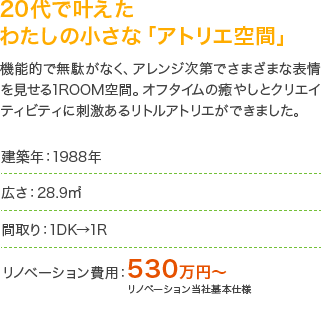 20代で叶えた
わたしの小さな「アトリエ空間」
機能的で無駄がなく、アレンジ次第でさまざまな表情
を見せる1ROOM空間。オフタイムの癒やしとクリエイ
ティビティに刺激あるリトルアトリエができました。
建築年：1988年
広さ：28.9㎡
間取り：1DK→1R
リノベーション費用：530万円〜
リノベーション当社基本仕様